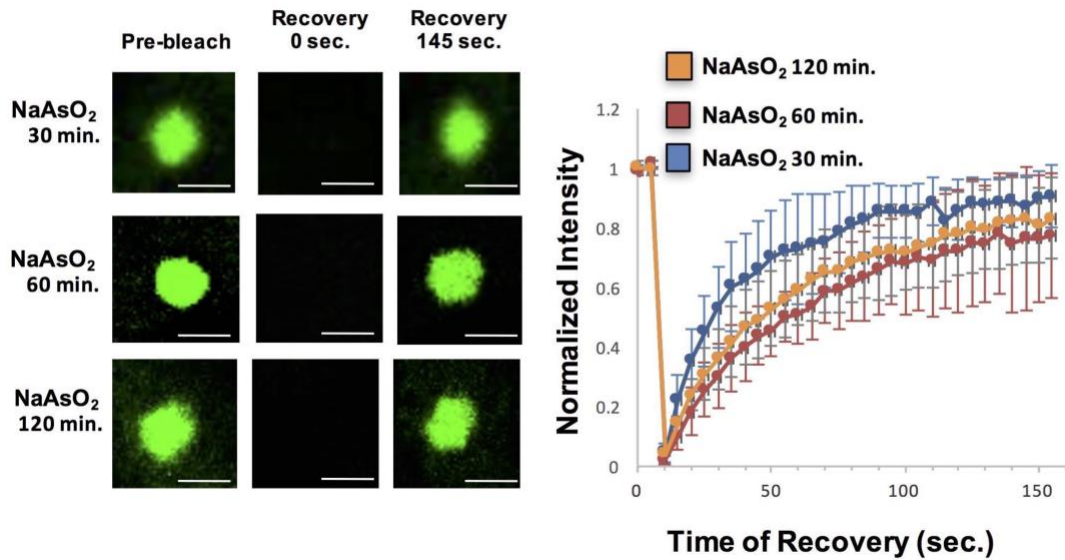 Pre-bleach
Recovery
0 sec.
Recovery
145 sec.
NaAsO₂
30 min.
NaAsO₂
60 min.
NaAsO₂
120 min.
NaAsO₂ 120 min.
NaAsO₂ 60 min.
NaAsO₂ 30 min.
Normalized Intensity
1.2
1
0.8
0.6
0.4
0.2
0
0
50
100
150
Time of Recovery (sec.)